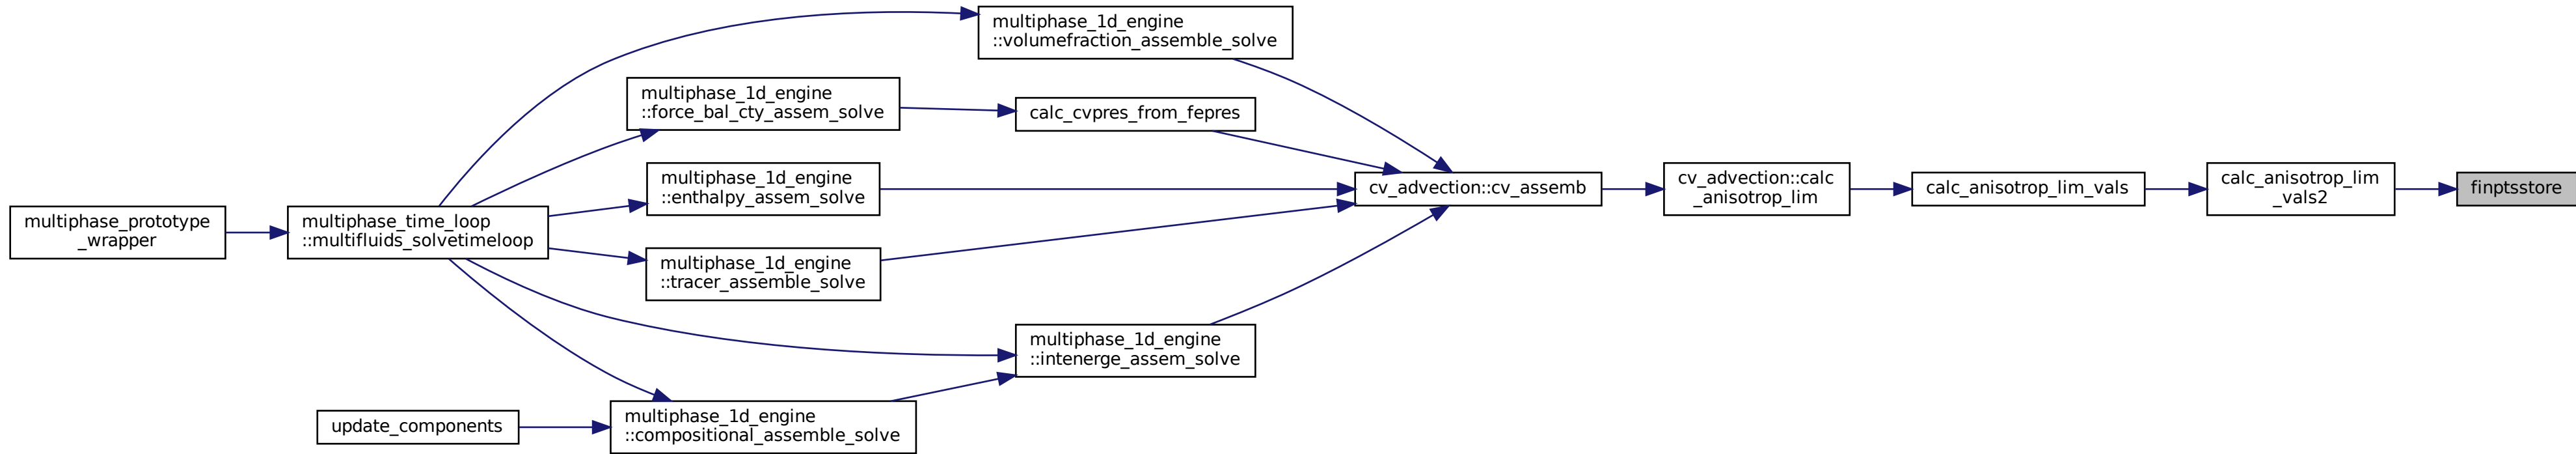 multiphase_prototype
_wrapper
multiphase_time_loop
::multifluids_solvetimeloop
update_components
multiphase_1d_engine
::volumefraction_assemble_solve
multiphase_1d_engine
::force_bal_cty_assem_solve
calc_cvpres_from_fepres
multiphase_1d_engine
::enthalpy_assem_solve
multiphase_1d_engine
::tracer_assemble_solve
multiphase_1d_engine
::intenerge_assem_solve
multiphase_1d_engine
::compositional_assemble_solve
cv_advection::cv_assemb
cv_advection::calc
_anisotrop_lim
calc_anisotrop_lim_vals
calc_anisotrop_lim
_vals2
finptsstore